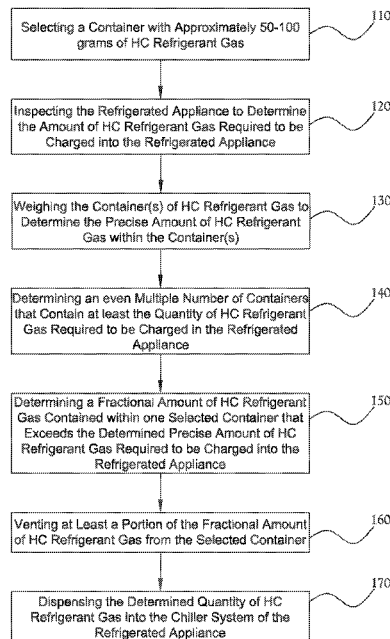 Selecting a Container with Approximately 50-100
grams of HC Refrigerant Gas
110
Inspecting the Refrigerated Appliance to Determine
the Amount of HC Refrigerant Gas Required to be
Charged into the Refrigerated Appliance
120
Weighing the Container(s) of HC Refrigerant Gas to
Determine the Precise Amount of HC Refrigerant
Gas within the Container(s)
130
Determining an even Multiple Number of Containers
that Contain at least the Quantity of HC Refrigerant
Gas Required to be Charged in the Refrigerated
Appliance
140
Determining a Fractional Amount of HC Refrigerant
Gas Contained within one Selected Container that
Exceeds the Determined Precise Amount of HC
Refrigerant Gas Required to be Charged into the
Refrigerated Appliance
150
Venting at Least a Portion of the Fractional Amount
of HC Refrigerant Gas from the Selected Container
160
Dispensing the Determined Quantity of HC
Refrigerant Gas into the Chiller System of the
Refrigerated Appliance
170